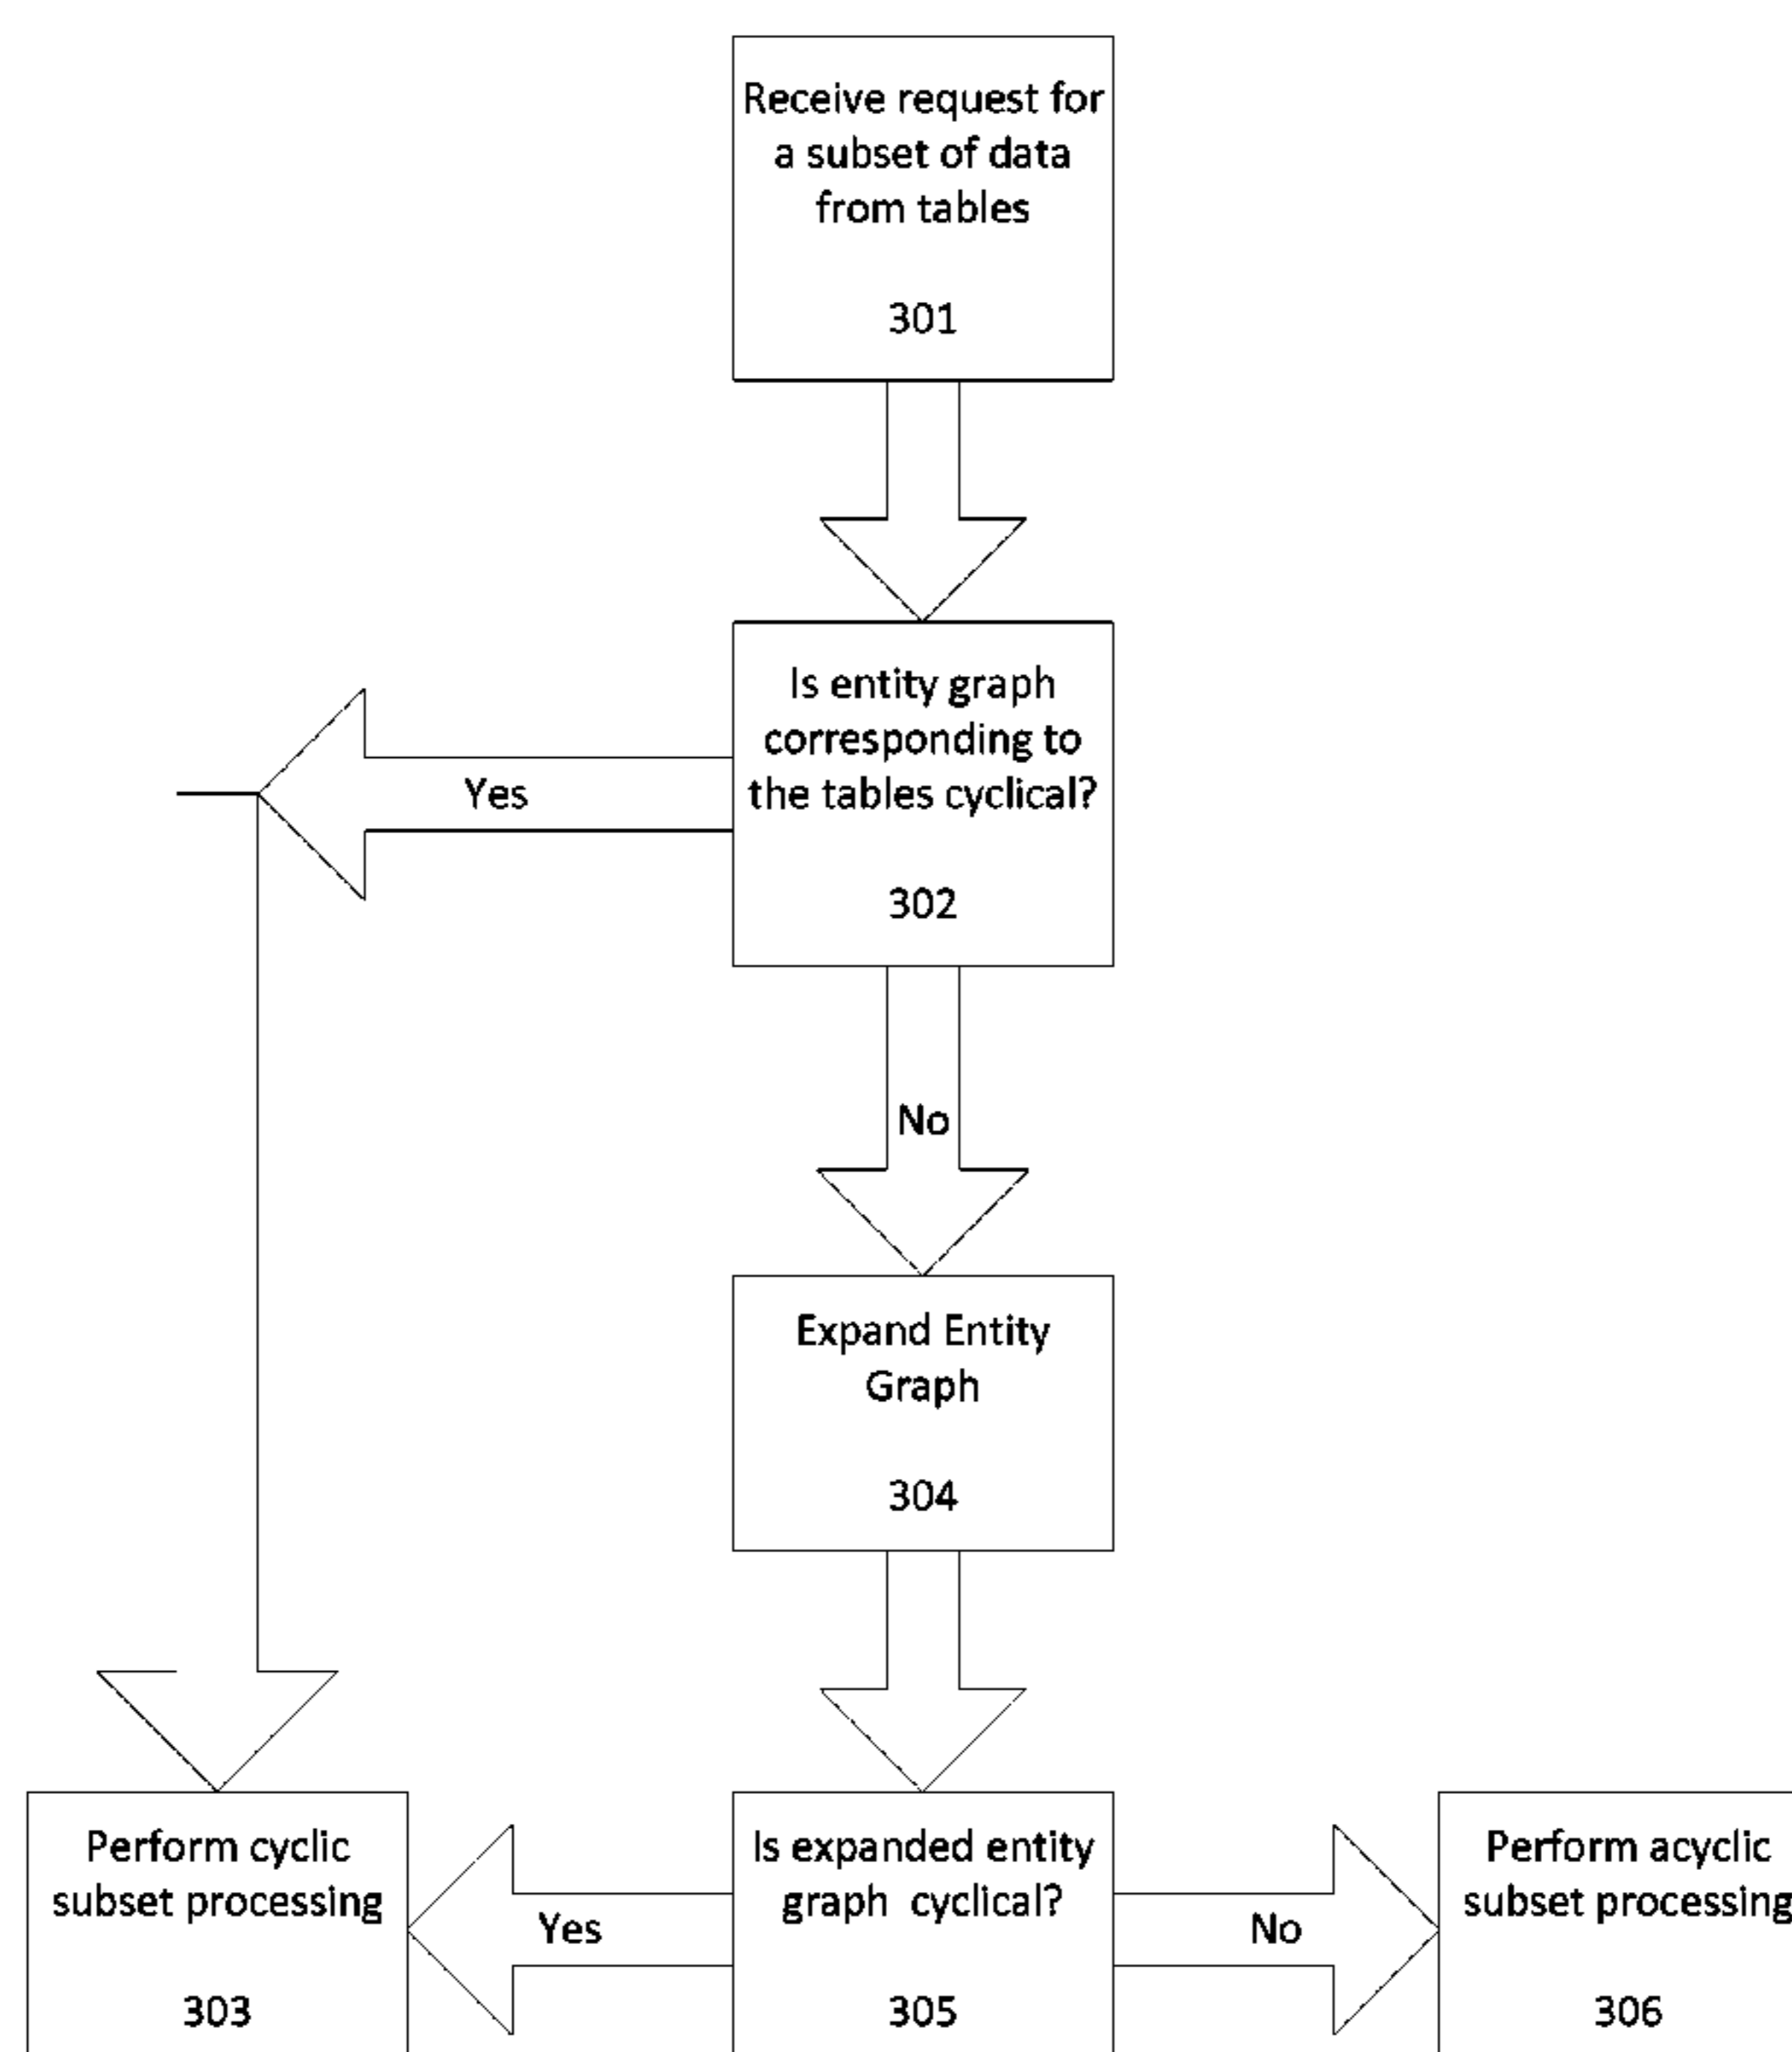 Receive request for
a subset of data
from tables
301
Is entity graph
corresponding to
the tables cyclical?
302
Yes
No
Expand Entity
Graph
304
Perform cyclic
subset processing
303
Yes
Is expanded entity
graph cyclical?
305
No
Perform acyclic
subset processing
306